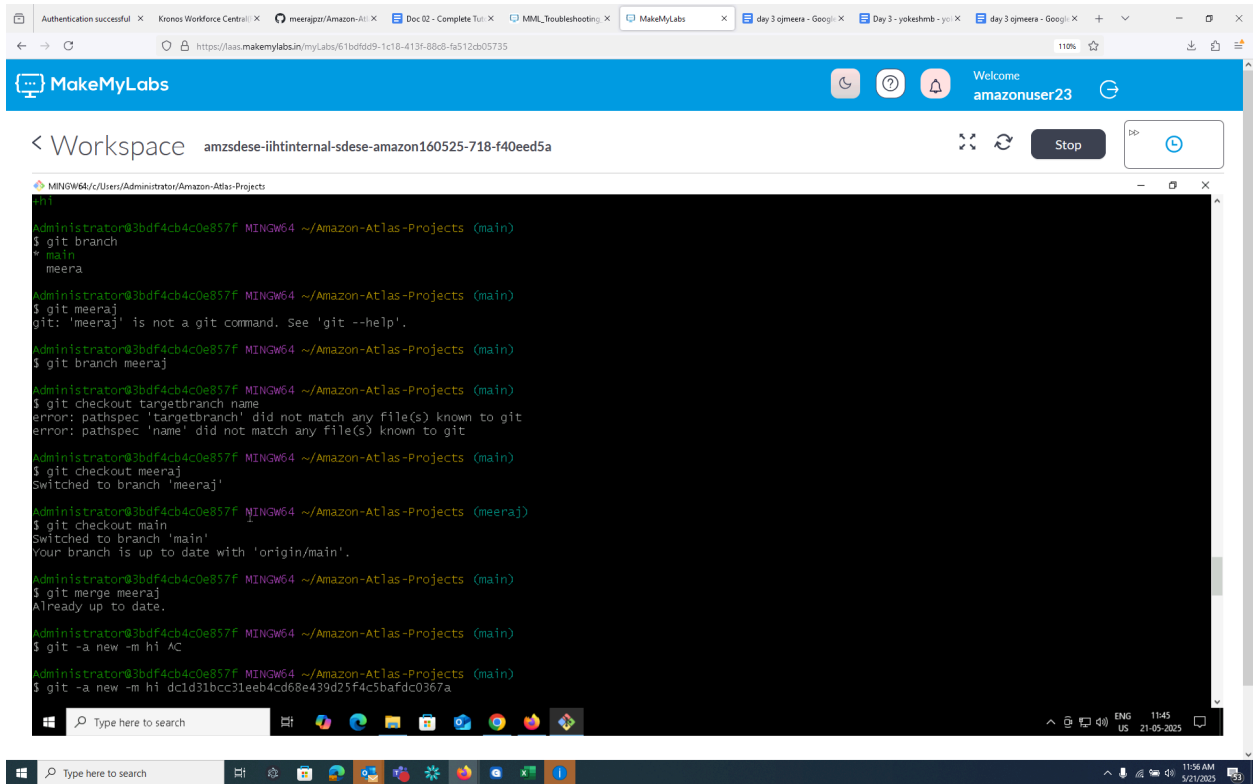 Authentication successful
Kronos Workforce Central(
meerajpzr/Amazon-Atl
Doc 02 - Complete Tut
MML_Troubleshooting_
MakeMyLabs
day 3 ojmeera - Googl
Day 3 - yokeshmb - yo
day 3 ojmeera - Googl
https://laas.makemylabs.in/myLabs/61bdfdd9-1c18-413f-88c8-fa512cb05735
110%
{...} MakeMyLabs
Welcome
amazonuser23
< Workspace amzsdese-iihtinternal-sdese-amazon160525-718-f40eed5a
Stop
MINGW64:/c/Users/Administrator/Amazon-Atlas-Projects
+hi
Administrator@3bdf4cb4c0e857f MINGW64 ~/Amazon-Atlas-Projects (main)
$ git branch
* main
meera
Administrator@3bdf4cb4c0e857f MINGW64 ~/Amazon-Atlas-Projects (main)
$ git meeraj
git: 'meeraj' is not a git command. See 'git --help'.
Administrator@3bdf4cb4c0e857f MINGW64 ~/Amazon-Atlas-Projects (main)
$ git branch meeraj
Administrator@3bdf4cb4c0e857f MINGW64 ~/Amazon-Atlas-Projects (main)
$ git checkout targetbranch name
error: pathspec 'targetbranch' did not match any file(s) known to git
error: pathspec 'name' did not match any file(s) known to git
Administrator@3bdf4cb4c0e857f MINGW64 ~/Amazon-Atlas-Projects (main)
$ git checkout meeraj
Switched to branch 'meeraj'
Administrator@3bdf4cb4c0e857f MINGW64 ~/Amazon-Atlas-Projects (meeraj)
$ git checkout main
Switched to branch 'main'
Your branch is up to date with 'origin/main'.
Administrator@3bdf4cb4c0e857f MINGW64 ~/Amazon-Atlas-Projects (main)
$ git merge meeraj
Already up to date.
Administrator@3bdf4cb4c0e857f MINGW64 ~/Amazon-Atlas-Projects (main)
$ git -a new -m hi ^C
Administrator@3bdf4cb4c0e857f MINGW64 ~/Amazon-Atlas-Projects (main)
$ git -a new -m hi dc1d31bcc31eeb4cd68e439d25f4c5bafdc0367a
Type here to search
ENG
US
11:45
21-05-2025
Type here to search
11:56 AM
5/21/2025
53